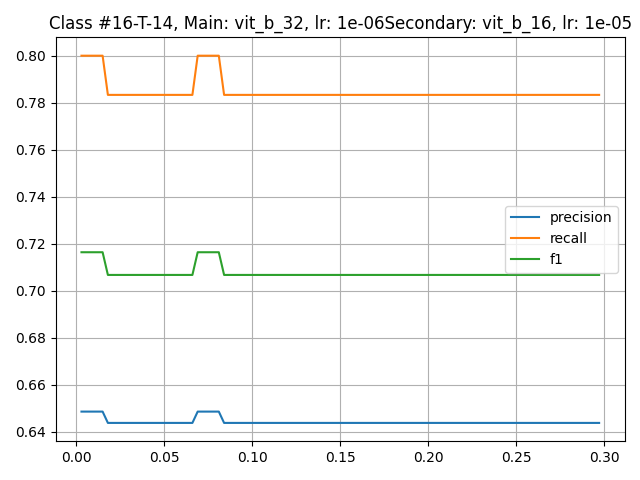 Class #16-T-14, Main: vit_b_32, lr: 1e-06Secondary: vit_b_16, lr: 1e-05
0.80
0.78
0.76
0.74
0.72
0.70
0.68
0.66
0.64
precision
recall
f1
0.00 0.05 0.10 0.15 0.20 0.25 0.30